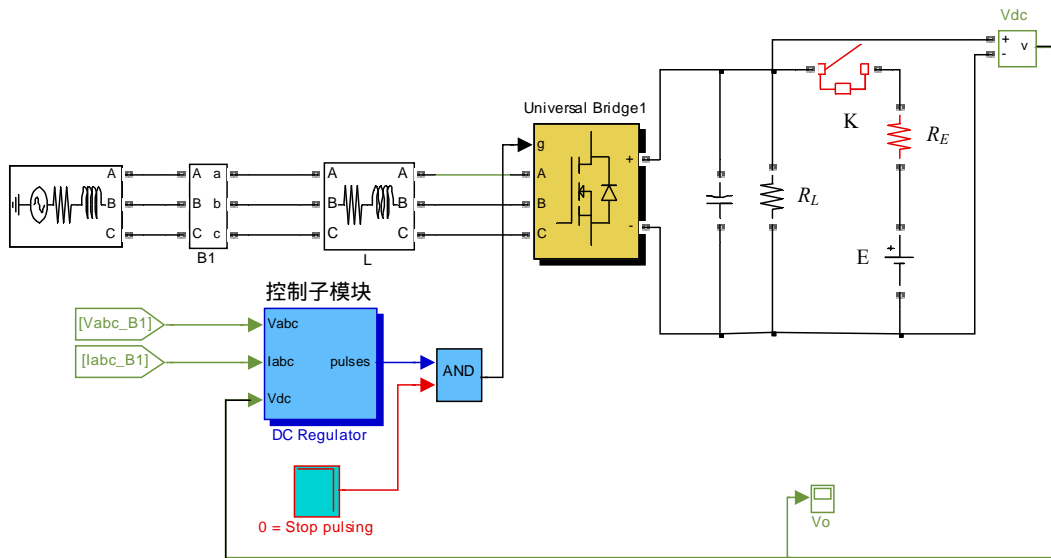 Vdc
+ v
-
Universal Bridge1
g
K
R_E
A A a A A A +
B B b B B B
C C c C C C -
B1
L
R_L
+
E
控制子模块
[Vabc_B1]
[Iabc_B1]
Vabc
Iabc pulses
Vdc
AND
DC Regulator
0 = Stop pulsing
Vo